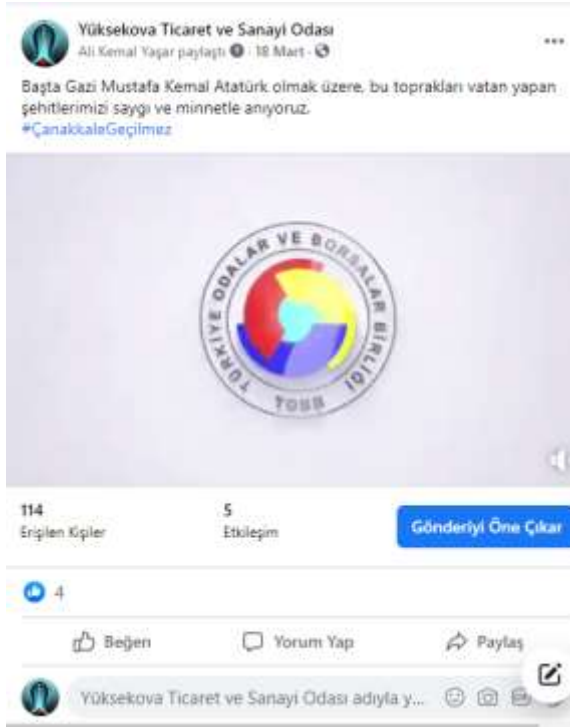 Yüksekova Ticaret ve Sanayi Odası
Ali Kemal Yaşar paylaştı · 18 Mart ·
Başta Gazi Mustafa Kemal Atatürk olmak üzere, bu toprakları vatan yapan
şehitlerimizi saygı ve minnetle anıyoruz.
#ÇanakkaleGeçilmez
TÜRKİYE ODALAR VE BORSALAR BİRLİĞİ
TOBB
114
Erişilen Kişiler
5
Etkileşim
Gönderiyi Öne Çıkar
4
Beğen
Yorum Yap
Paylaş
Yüksekova Ticaret ve Sanayi Odası adıyla y...